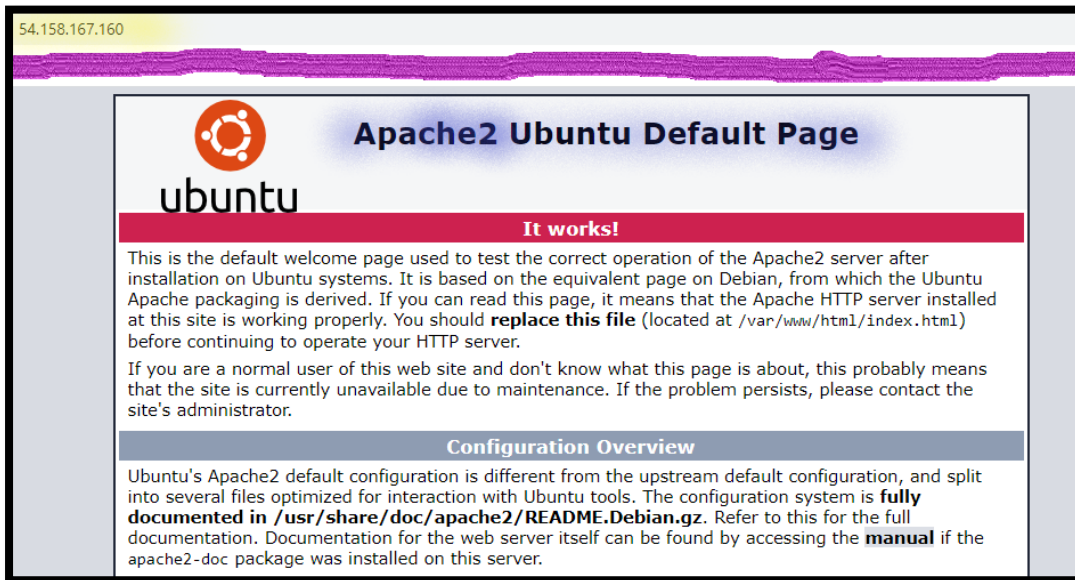 54.158.167.160
Apache2 Ubuntu Default Page
ubuntu
It works!
This is the default welcome page used to test the correct operation of the Apache2 server after
installation on Ubuntu systems. It is based on the equivalent page on Debian, from which the Ubuntu
Apache packaging is derived. If you can read this page, it means that the Apache HTTP server installed
at this site is working properly. You should replace this file (located at /var/www/html/index.html)
before continuing to operate your HTTP server.
If you are a normal user of this web site and don't know what this page is about, this probably means
that the site is currently unavailable due to maintenance. If the problem persists, please contact the
site's administrator.
Configuration Overview
Ubuntu's Apache2 default configuration is different from the upstream default configuration, and split
into several files optimized for interaction with Ubuntu tools. The configuration system is fully
documented in /usr/share/doc/apache2/README.Debian.gz. Refer to this for the full
documentation. Documentation for the web server itself can be found by accessing the manual if the
apache2-doc package was installed on this server.